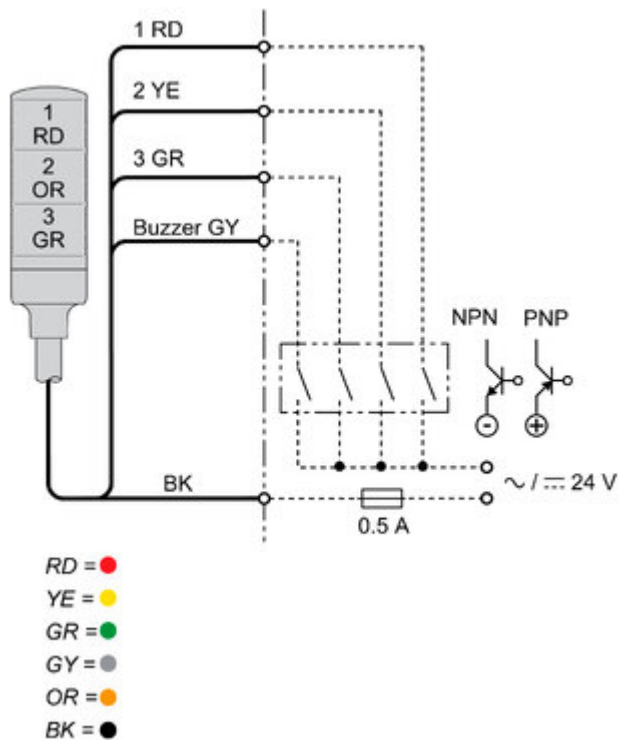 1 RD
2 YE
3 GR
Buzzer GY
1
RD
2
OR
3
GR
NPN PNP
- +
~ / ⎓ 24 V
BK
0.5 A
RD =
YE =
GR =
GY =
OR =
BK =